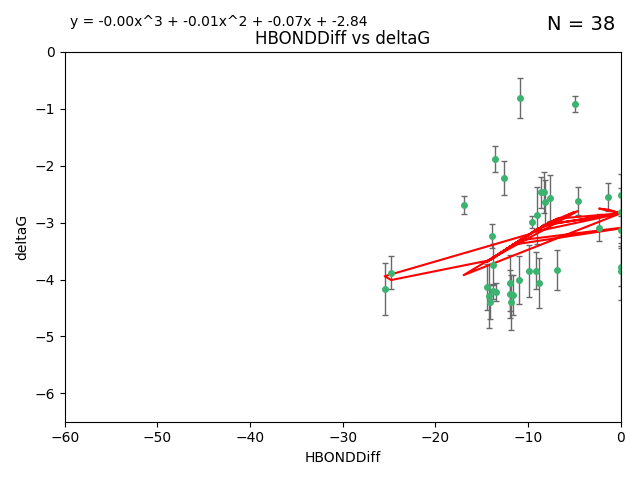 y = -0.00x^3 + -0.01x^2 + -0.07x + -2.84
N = 38
HBONDDiff vs deltaG
0
−1
−2
−3
−4
−5
−6
deltaG
−60 −50 −40 −30 −20 −10 0
HBONDDiff